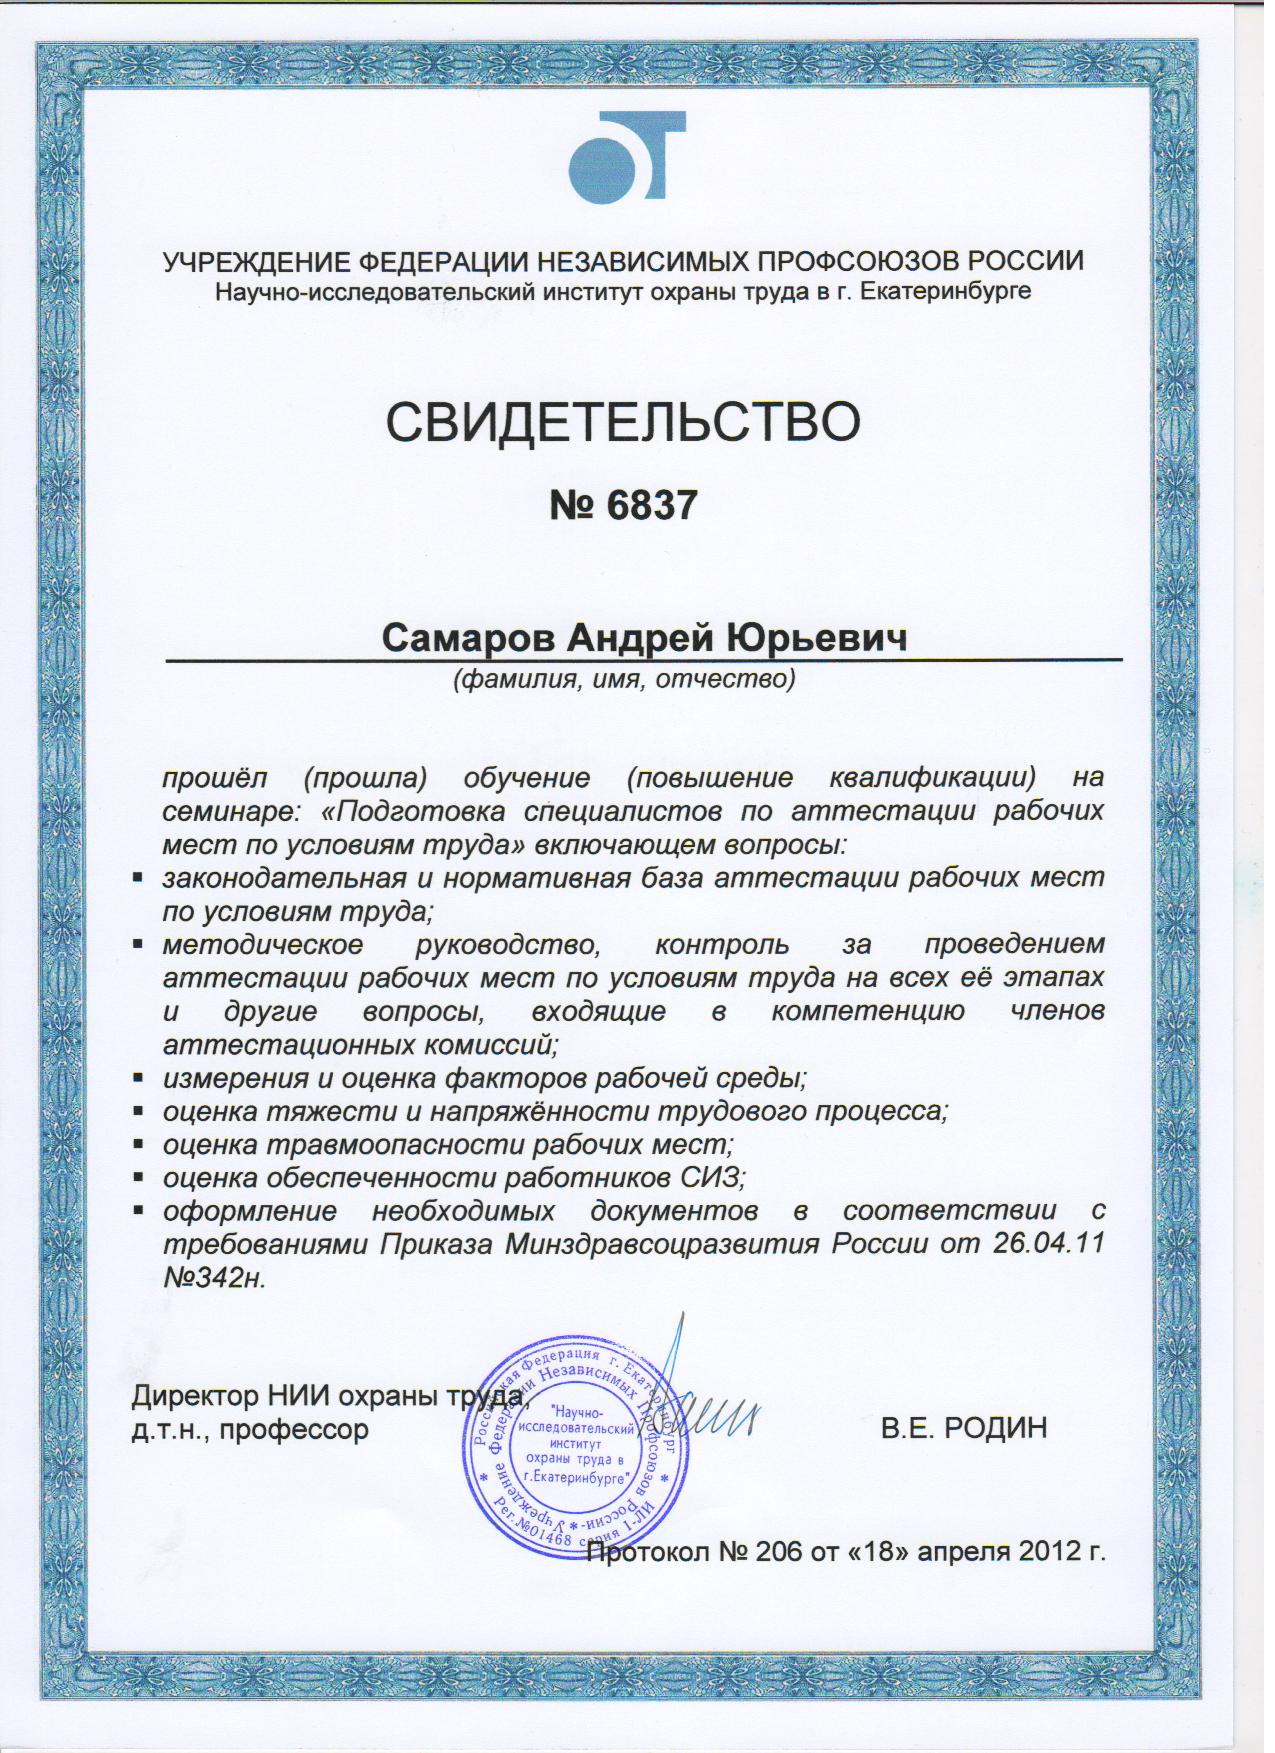 ОТ
УЧРЕЖДЕНИЕ ФЕДЕРАЦИИ НЕЗАВИСИМЫХ ПРОФСОЮЗОВ РОССИИ
Научно-исследовательский институт охраны труда в г. Екатеринбурге
СВИДЕТЕЛЬСТВО
№ 6837
Самаров Андрей Юрьевич
(фамилия, имя, отчество)
прошёл (прошла) обучение (повышение квалификации) на
семинаре: «Подготовка специалистов по аттестации рабочих
мест по условиям труда» включающем вопросы:
▪ законодательная и нормативная база аттестации рабочих мест
по условиям труда;
▪ методическое руководство, контроль за проведением
аттестации рабочих мест по условиям труда на всех её этапах
и другие вопросы, входящие в компетенцию членов
аттестационных комиссий;
▪ измерения и оценка факторов рабочей среды;
▪ оценка тяжести и напряжённости трудового процесса;
▪ оценка травмоопасности рабочих мест;
▪ оценка обеспеченности работников СИЗ;
▪ оформление необходимых документов в соответствии с
требованиями Приказа Минздравсоцразвития России от 26.04.11
№342н.
Директор НИИ охраны труда,
д.т.н., профессор
В.Е. РОДИН
Российская Федерация г. Екатеринбург
* Рег.№01468 серия 1-ЛИ *
Учреждение Федерации Независимых Профсоюзов России-*
"Научно-
исследовательский
институт
охраны труда в
г.Екатеринбурге"
Протокол № 206 от «18» апреля 2012 г.